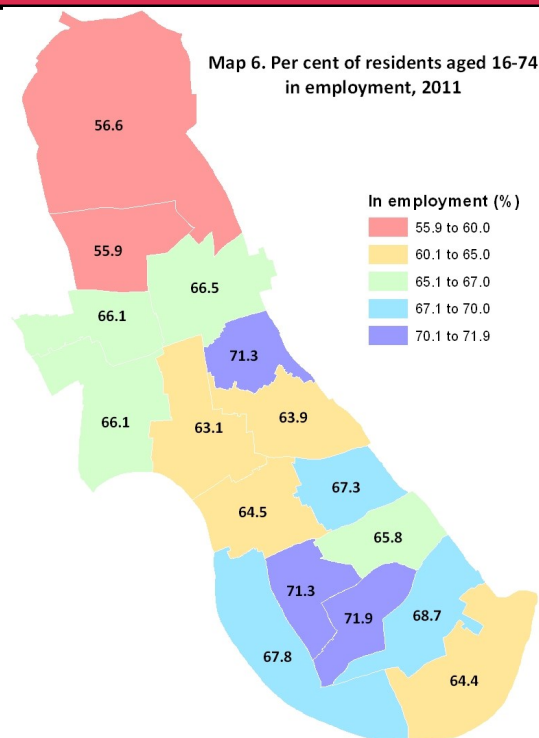 Map 6. Per cent of residents aged 16-74
in employment, 2011
56.6
In employment (%)
55.9 to 60.0
60.1 to 65.0
65.1 to 67.0
67.1 to 70.0
70.1 to 71.9
55.9
66.5
66.1
71.3
66.1
63.1
63.9
67.3
64.5
65.8
71.3
71.9
68.7
67.8
64.4